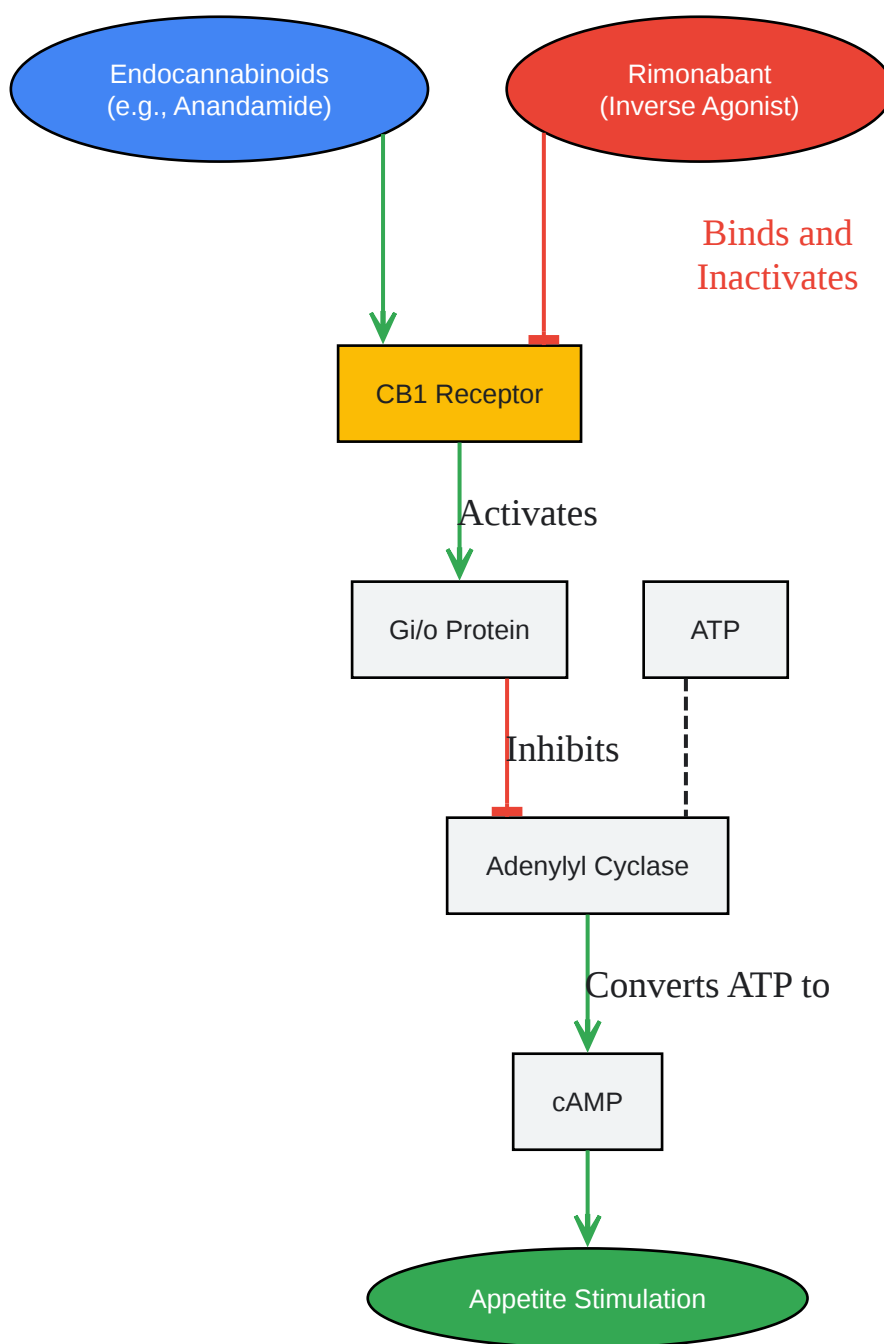 Endocannabinoids
(e.g., Anandamide)
Rimonabant
(Inverse Agonist)
Binds and
Inactivates
CB1 Receptor
Activates
Gi/o Protein
ATP
Inhibits
Adenylyl Cyclase
Converts ATP to
cAMP
Appetite Stimulation